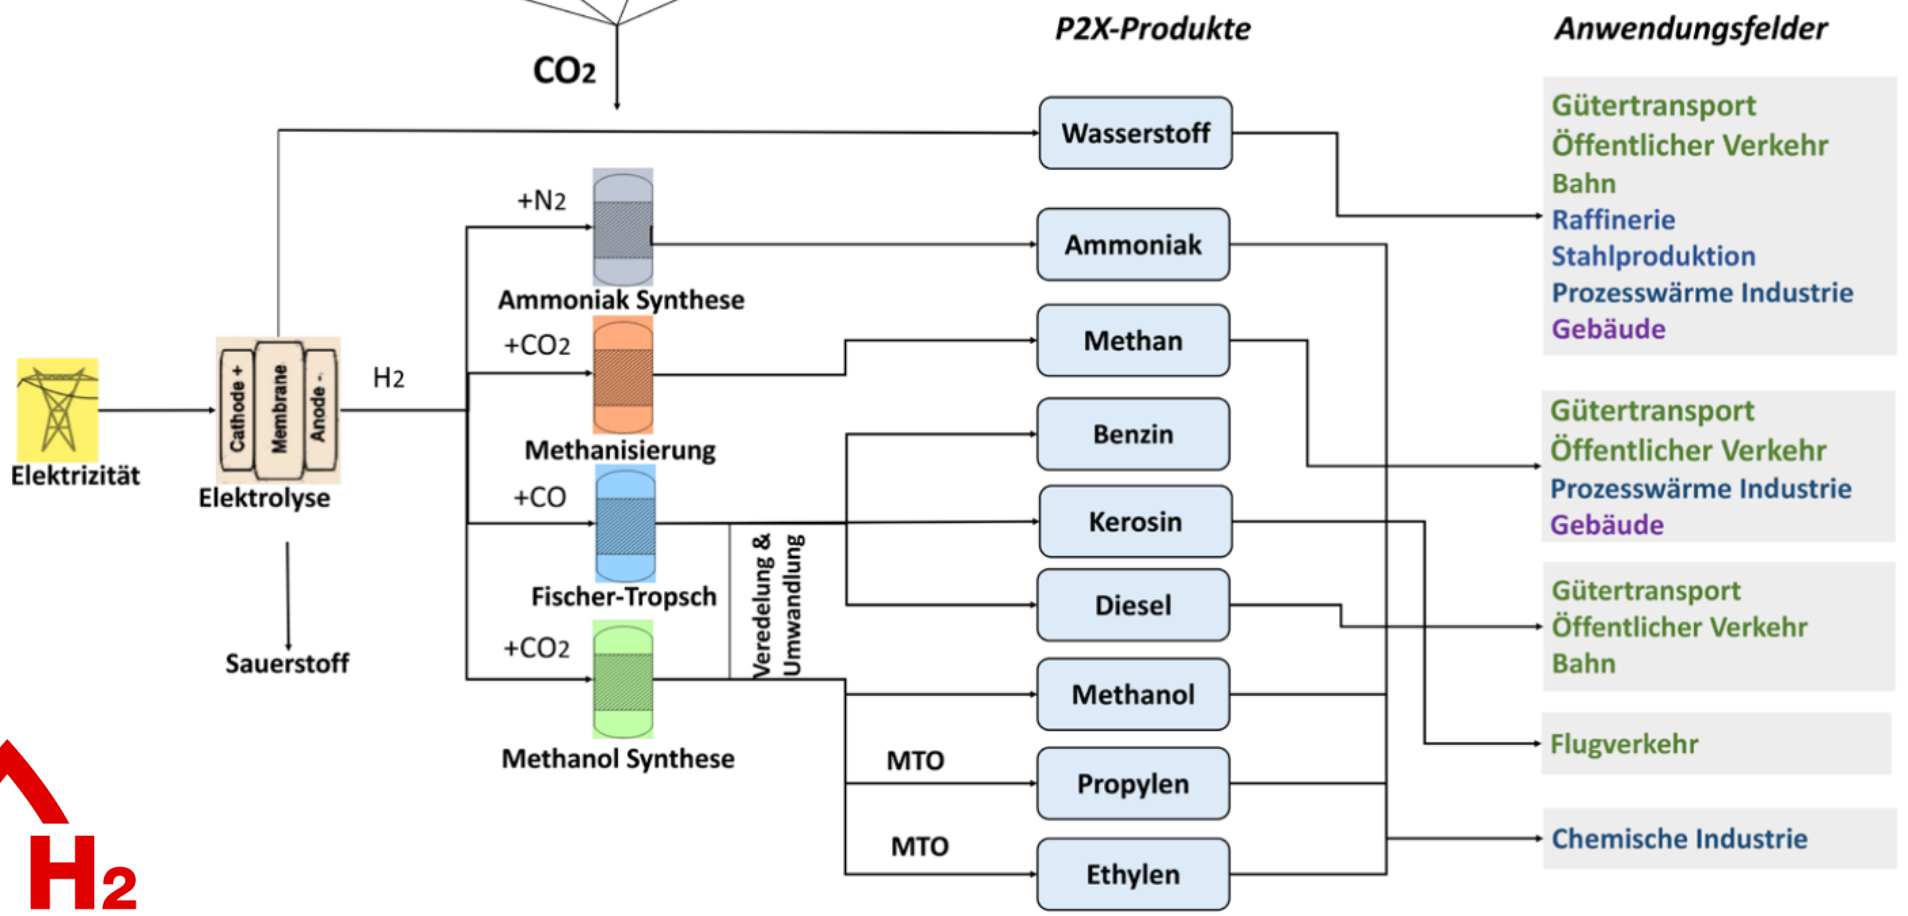 P2X-Produkte
Anwendungsfelder
CO2
Wasserstoff
Gütertransport
Öffentlicher Verkehr
Bahn
Raffinerie
Stahlproduktion
Prozesswärme Industrie
Gebäude
+N2
Ammoniak
Ammoniak Synthese
+CO2
Methan
H2
Cathode +
Membrane
Anode -
Elektrizität
Elektrolyse
Methanisierung
Benzin
Gütertransport
Öffentlicher Verkehr
Prozesswärme Industrie
Gebäude
+CO
Kerosin
Veredelung &
Umwandlung
Fischer-Tropsch
Diesel
Gütertransport
Öffentlicher Verkehr
Bahn
Sauerstoff
+CO2
Methanol
Methanol Synthese
Flugverkehr
MTO
Propylen
MTO
Ethylen
Chemische Industrie
H2